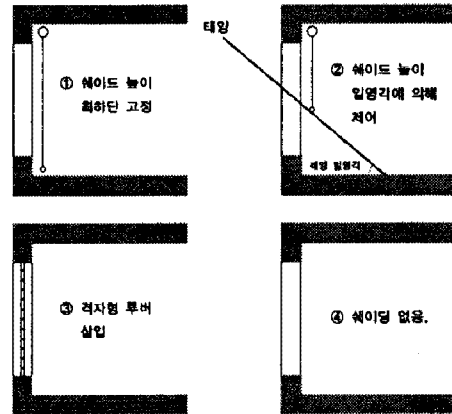 ① 쉐이드 높이
최하단 고정
태양
② 쉐이드 높이
일영각에 의해
제어
태양 일영각
③ 격자형 루버
삽입
④ 쉐이딩 없음.